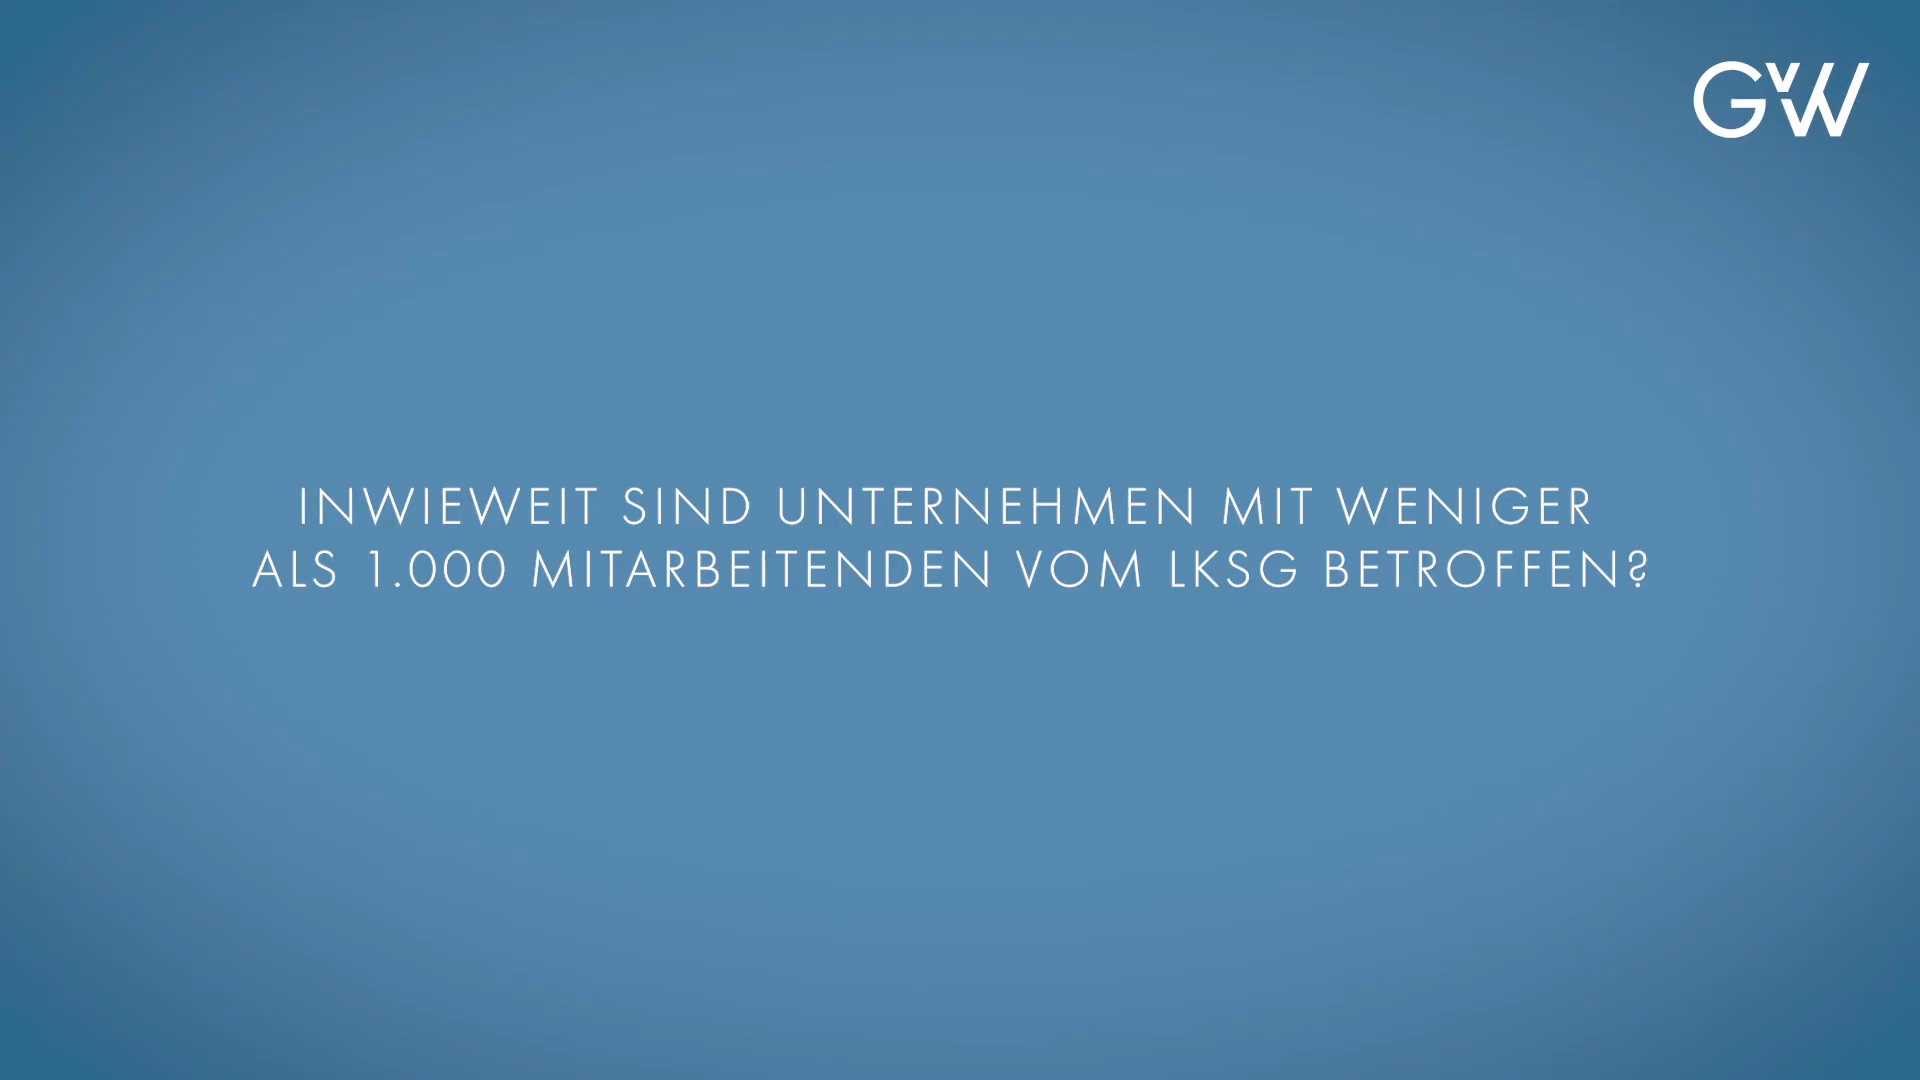 GvW
INWIEWEIT SIND UNTERNEHMEN MIT WENIGER
ALS 1.000 MITARBEITENDEN VOM LKSG BETROFFEN?